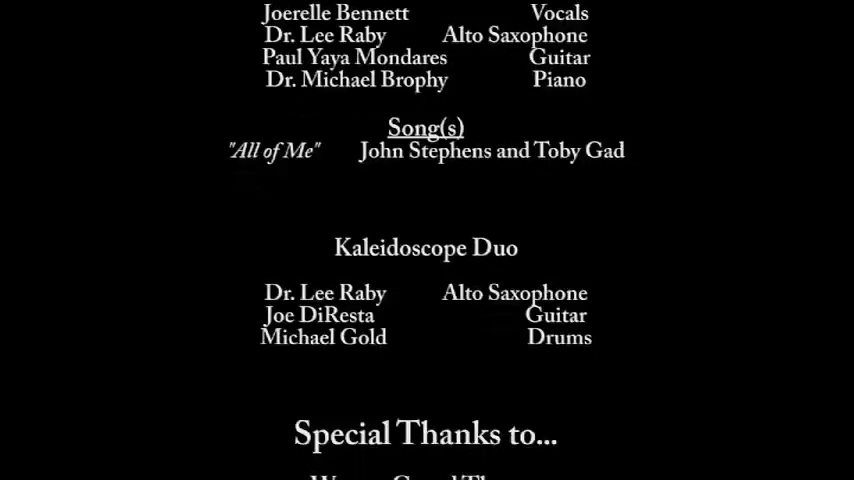 Joerelle Bennett Vocals
Dr. Lee Raby Alto Saxophone
Paul Yaya Mondares Guitar
Dr. Michael Brophy Piano
Song(s)
"All of Me" John Stephens and Toby Gad
Kaleidoscope Duo
Dr. Lee Raby Alto Saxophone
Joe DiResta Guitar
Michael Gold Drums
Special Thanks to...